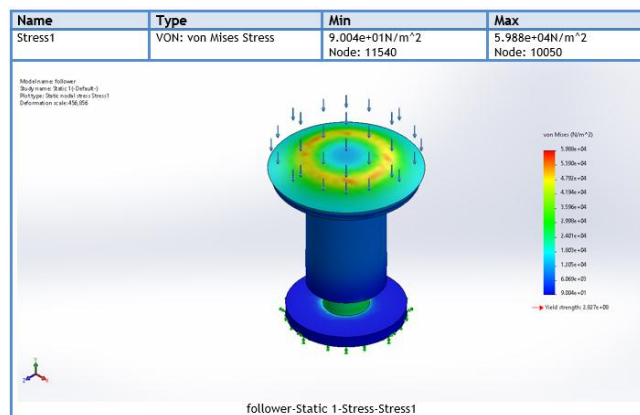 Name Type Min Max
Stress1 VON: von Mises Stress 9.004e+01N/m^2 5.988e+04N/m^2
Node: 11540 Node: 10050
Model name: follower
Study name: Static 1(-Default-)
Plot type: Static nodal stress Stress1
Deformation scale: 456,856
von Mises (N/m^2)
5.988e+04
5.390e+04
4.792e+04
4.194e+04
3.596e+04
2.998e+04
2.401e+04
1.803e+04
1.205e+04
6.069e+03
9.004e+01
Yield strength: 2.827e+08
Y
Z
X
follower-Static 1-Stress-Stress1